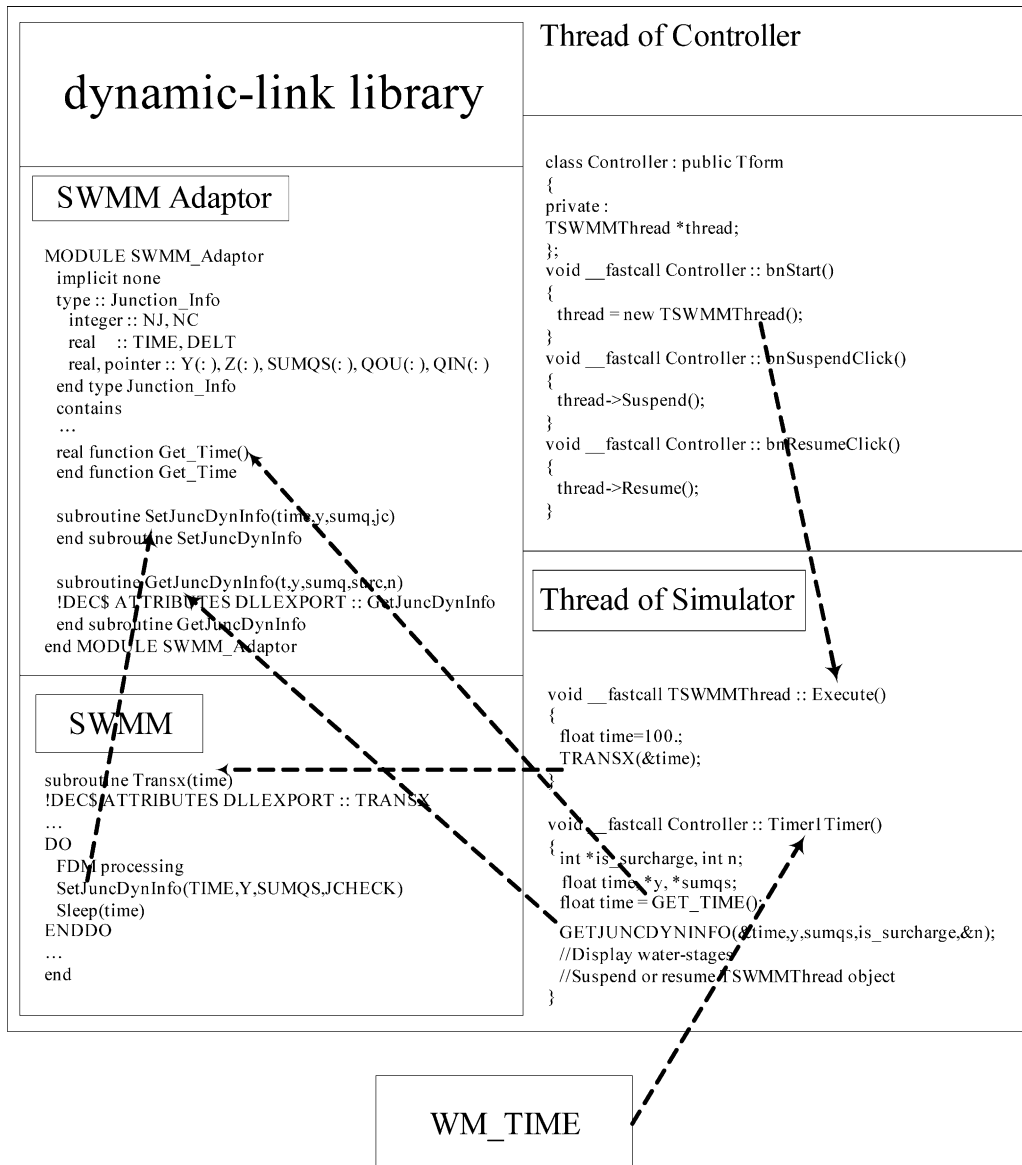 dynamic-link library
SWMM Adaptor
MODULE SWMM_Adaptor
implicit none
type :: Junction_Info
integer :: NJ, NC
real :: TIME, DELT
real, pointer :: Y(: ), Z(: ), SUMQS(: ), QOU(: ), QIN(: )
end type Junction_Info
contains
...
real function Get_Time()
end function Get_Time
subroutine SetJuncDynInfo(time,y,sumq,jc)
end subroutine SetJuncDynInfo
subroutine GetJuncDynInfo(t,y,sumq,surc,n)
!DEC$ ATTRIBUTES DLLEXPORT :: GetJuncDynInfo
end subroutine GetJuncDynInfo
end MODULE SWMM_Adaptor
SWMM
subroutine Transx(time)
!DEC$ ATTRIBUTES DLLEXPORT :: TRANSX
...
DO
FDM processing
SetJuncDynInfo(TIME,Y,SUMQS,JCHECK)
Sleep(time)
ENDDO
...
end
Thread of Controller
class Controller : public Tform
{
private :
TSWMMThread *thread;
};
void __fastcall Controller :: bnStart()
{
thread = new TSWMMThread();
}
void __fastcall Controller :: bnSuspendClick()
{
thread->Suspend();
}
void __fastcall Controller :: bnResumeClick()
{
thread->Resume();
}
Thread of Simulator
void __fastcall TSWMMThread :: Execute()
{
float time=100.;
TRANSX(&time);
}
void __fastcall Controller :: Timer1Timer()
{
int *is_surcharge, int n;
float time, *y, *sumqs;
float time = GET_TIME();
GETJUNCDYNINFO(&time,y,sumqs,is_surcharge,&n);
//Display water-stages
//Suspend or resume TSWMMThread object
}
WM_TIME